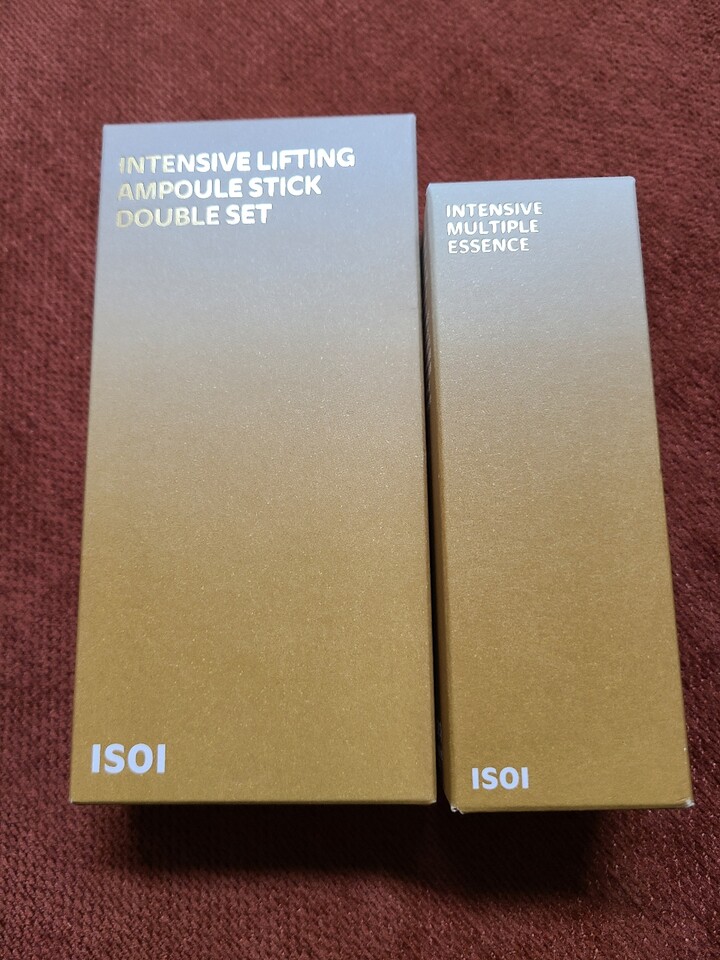 INTENSIVE LIFTING
AMPOULE STICK
DOUBLE SET
ISOI
INTENSIVE
MULTIPLE
ESSENCE
ISOI